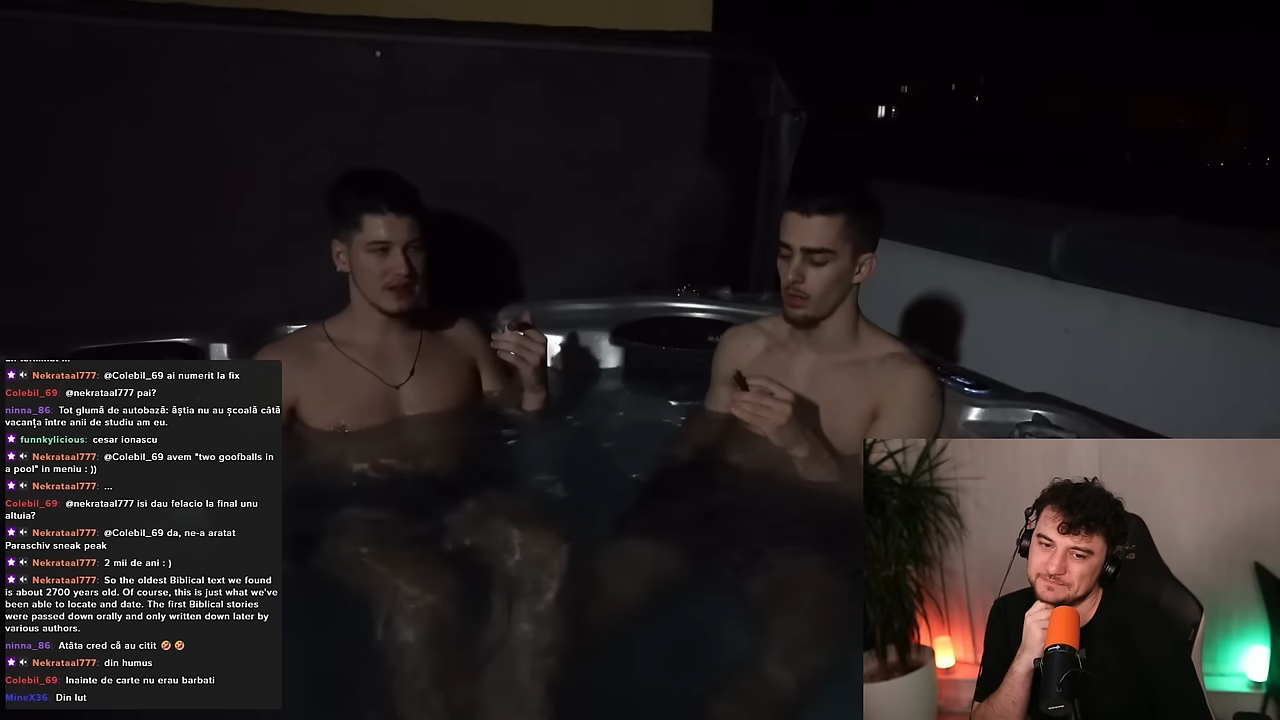 Nekrataal777: @Colebil_69 ai numerit la fix
Colebil_69: @nekrataal777 pai?
ninna_86: Tot glumă de autobază: ăștia nu au școală câtă
vacanța între anii de studiu am eu.
funnkylicious: cesar ionascu
Nekrataal777: @Colebil_69 avem "two goofballs in
a pool" in meniu : ))
Nekrataal777: ...
Colebil_69: @nekrataal777 isi dau felacio la final unu
altuia?
Nekrataal777: @Colebil_69 da, ne-a aratat
Paraschiv sneak peak
Nekrataal777: 2 mii de ani : )
Nekrataal777: So the oldest Biblical text we found
is about 2700 years old. Of course, this is just what we've
been able to locate and date. The first Biblical stories
were passed down orally and only written down later by
various authors.
ninna_86: Atâta cred că au citit 🤣 🤣
Nekrataal777: din humus
Colebil_69: Inainte de carte nu erau barbati
MineX36: Din lut